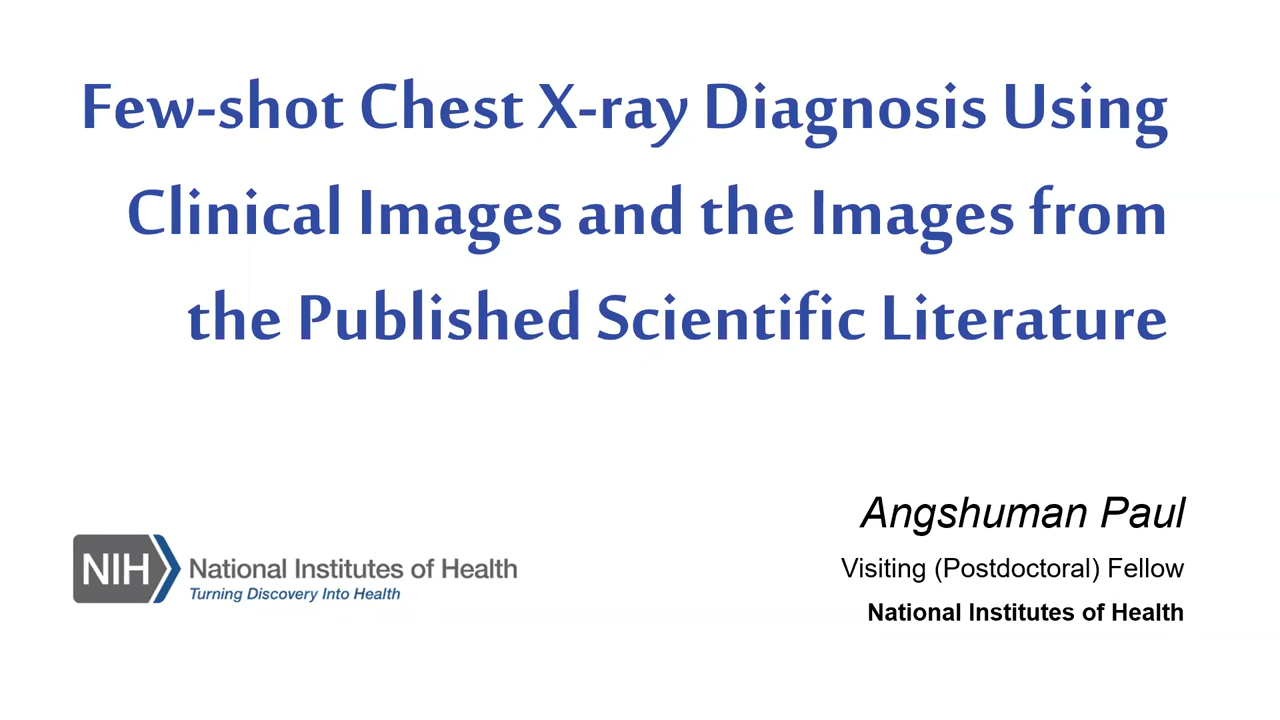 Few-shot Chest X-ray Diagnosis Using
Clinical Images and the Images from
the Published Scientific Literature
Angshuman Paul
Visiting (Postdoctoral) Fellow
National Institutes of Health
NIH National Institutes of Health
Turning Discovery Into Health